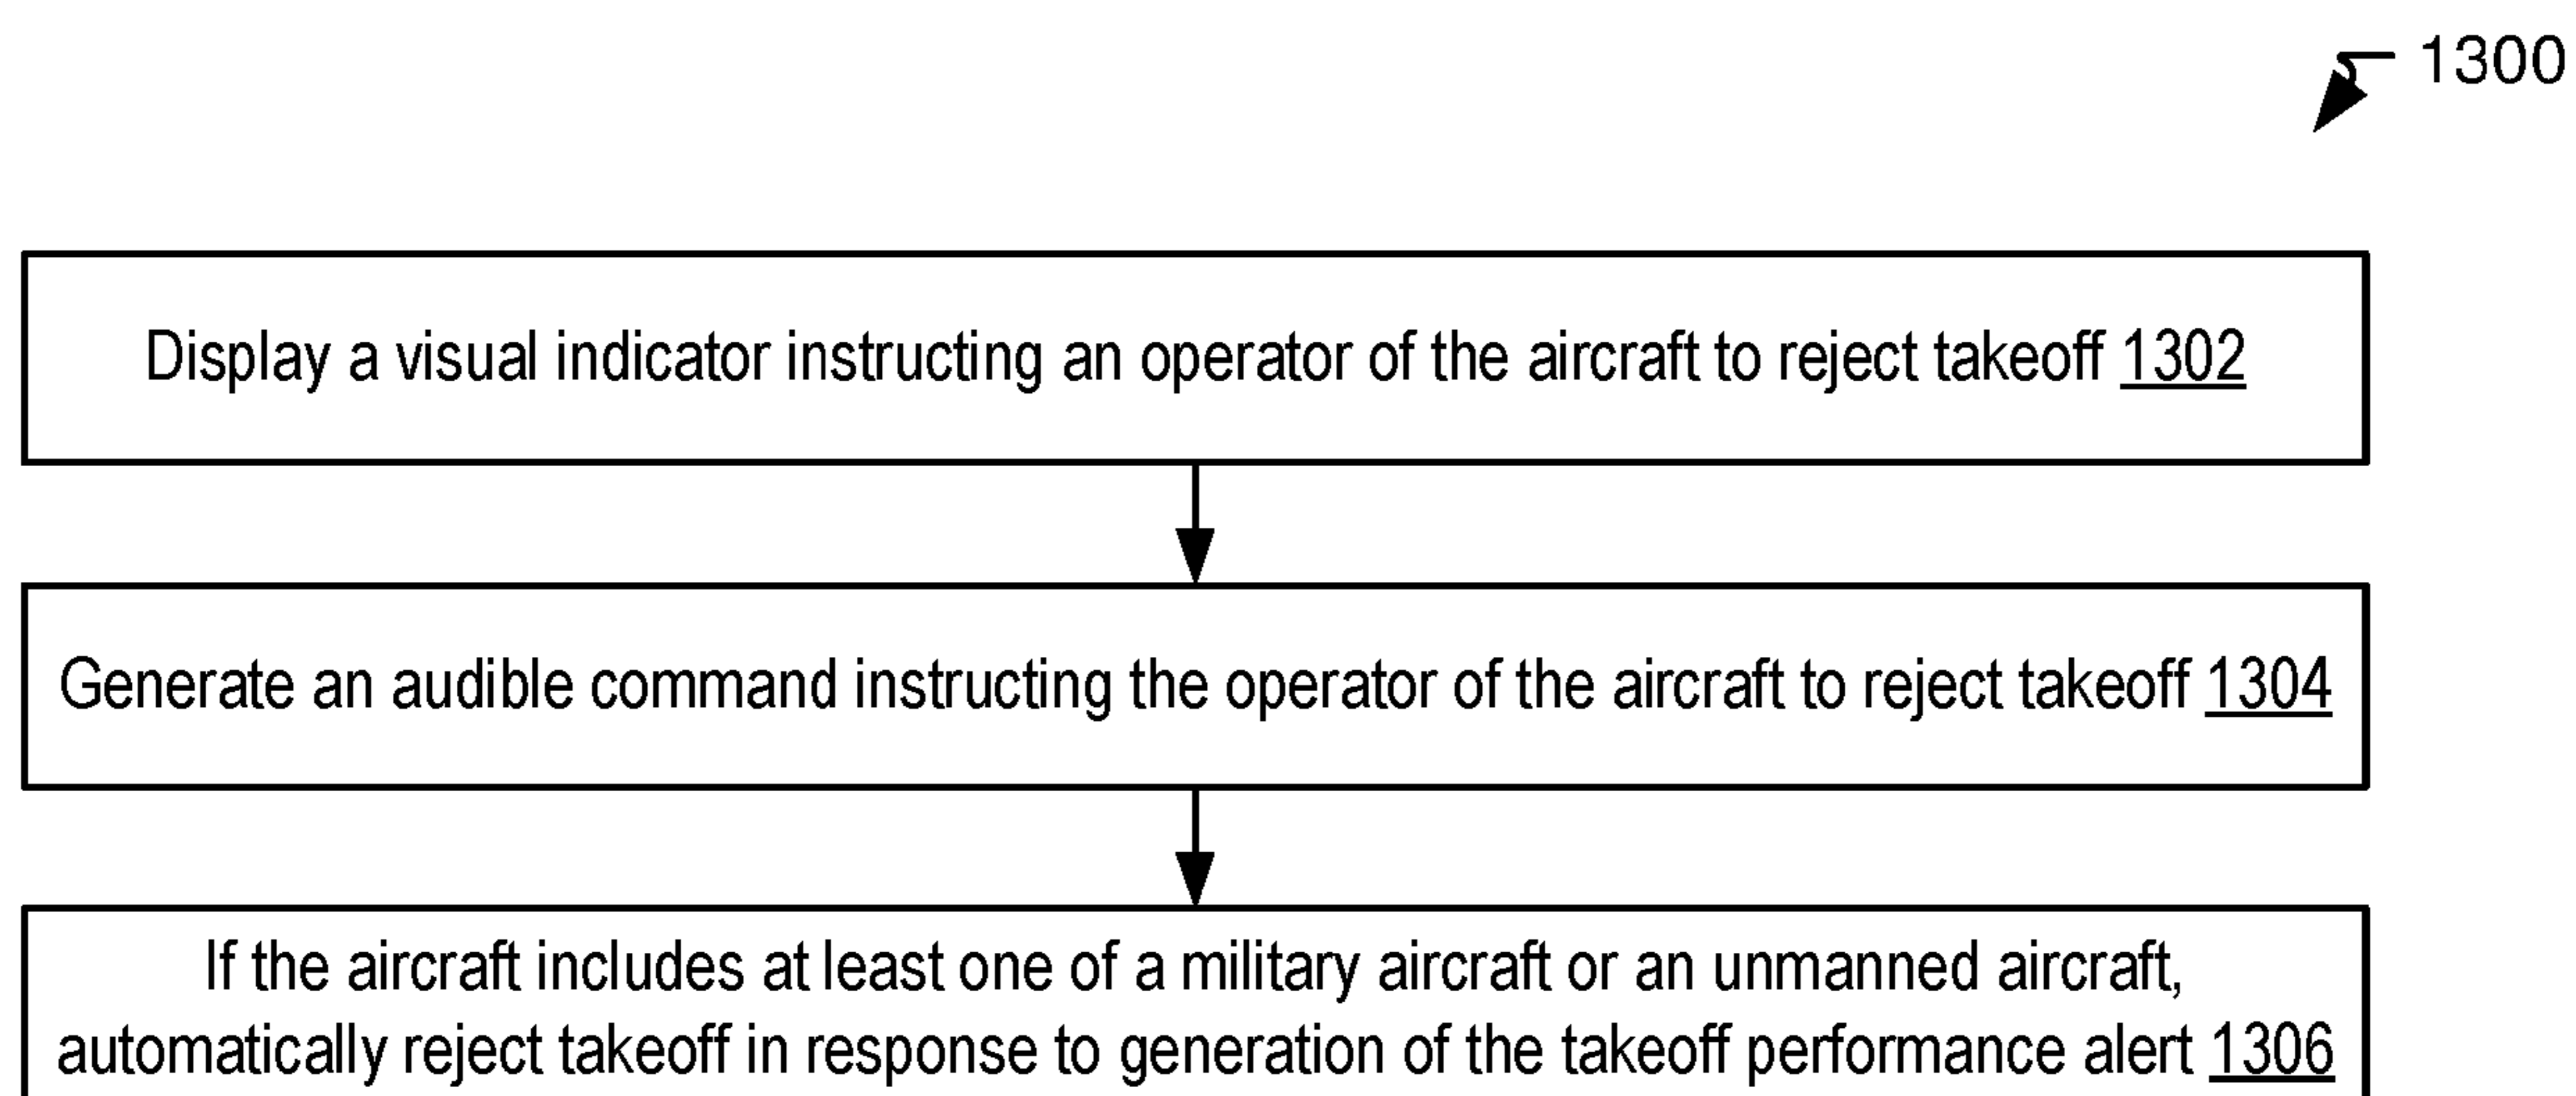 1300
Display a visual indicator instructing an operator of the aircraft to reject takeoff 1302
Generate an audible command instructing the operator of the aircraft to reject takeoff 1304
If the aircraft includes at least one of a military aircraft or an unmanned aircraft,
automatically reject takeoff in response to generation of the takeoff performance alert 1306